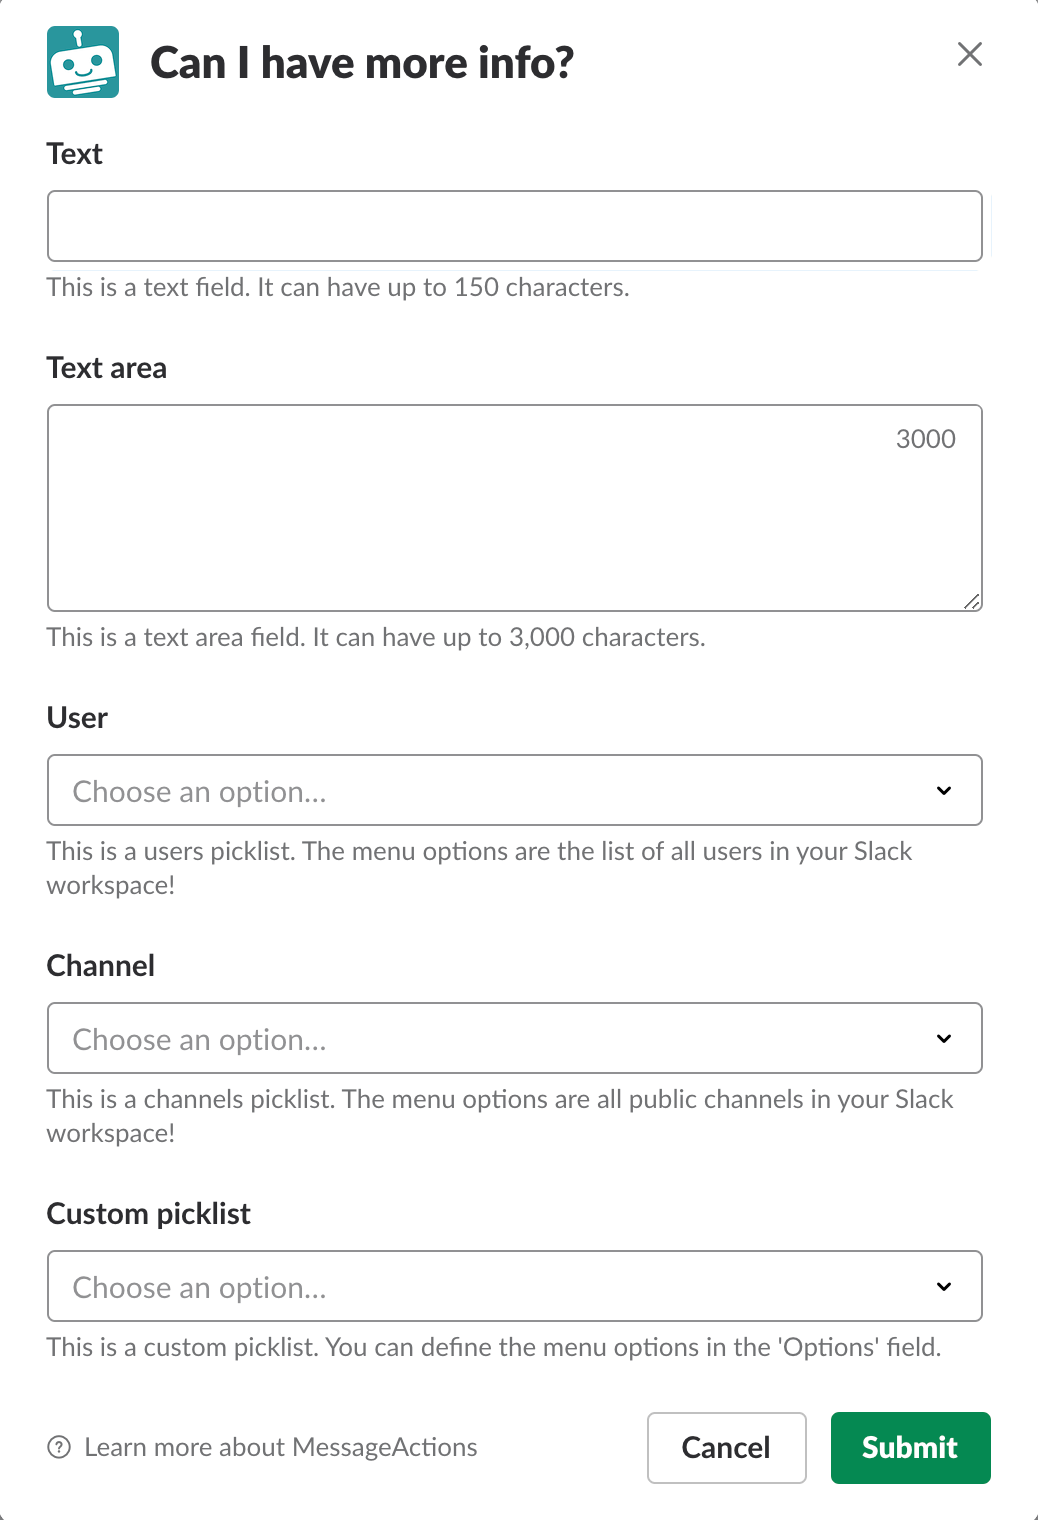 Can I have more info?
Text
This is a text field. It can have up to 150 characters.
Text area
3000
This is a text area field. It can have up to 3,000 characters.
User
Choose an option...
This is a users picklist. The menu options are the list of all users in your Slack
workspace!
Channel
Choose an option...
This is a channels picklist. The menu options are all public channels in your Slack
workspace!
Custom picklist
Choose an option...
This is a custom picklist. You can define the menu options in the 'Options' field.
? Learn more about MessageActions
Cancel
Submit